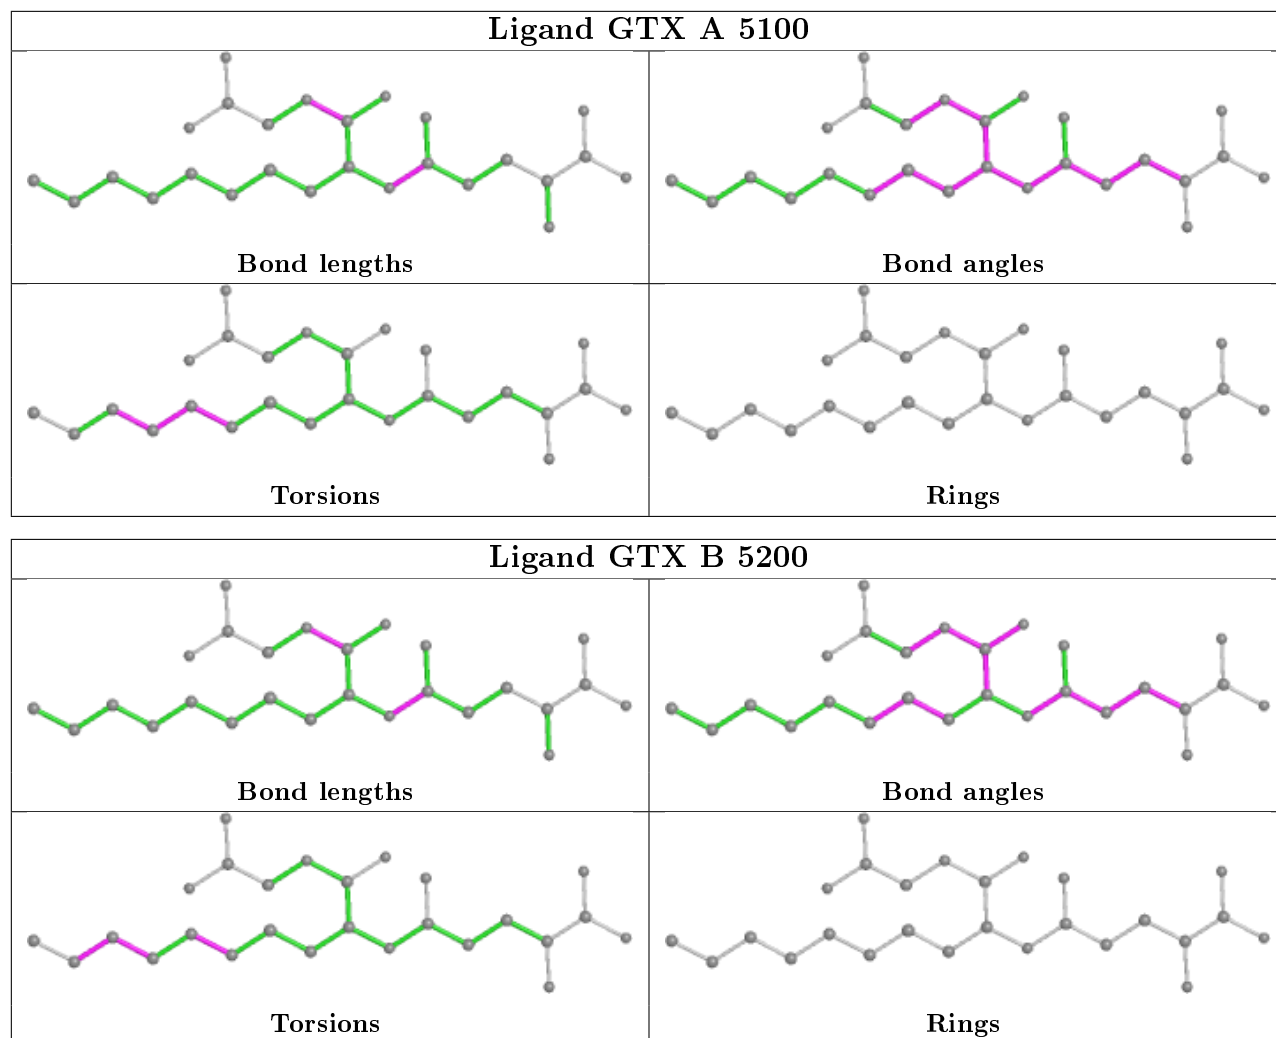 Ligand GTX A 5100
Bond lengths
Bond angles
Torsions
Rings
Ligand GTX B 5200
Bond lengths
Bond angles
Torsions
Rings